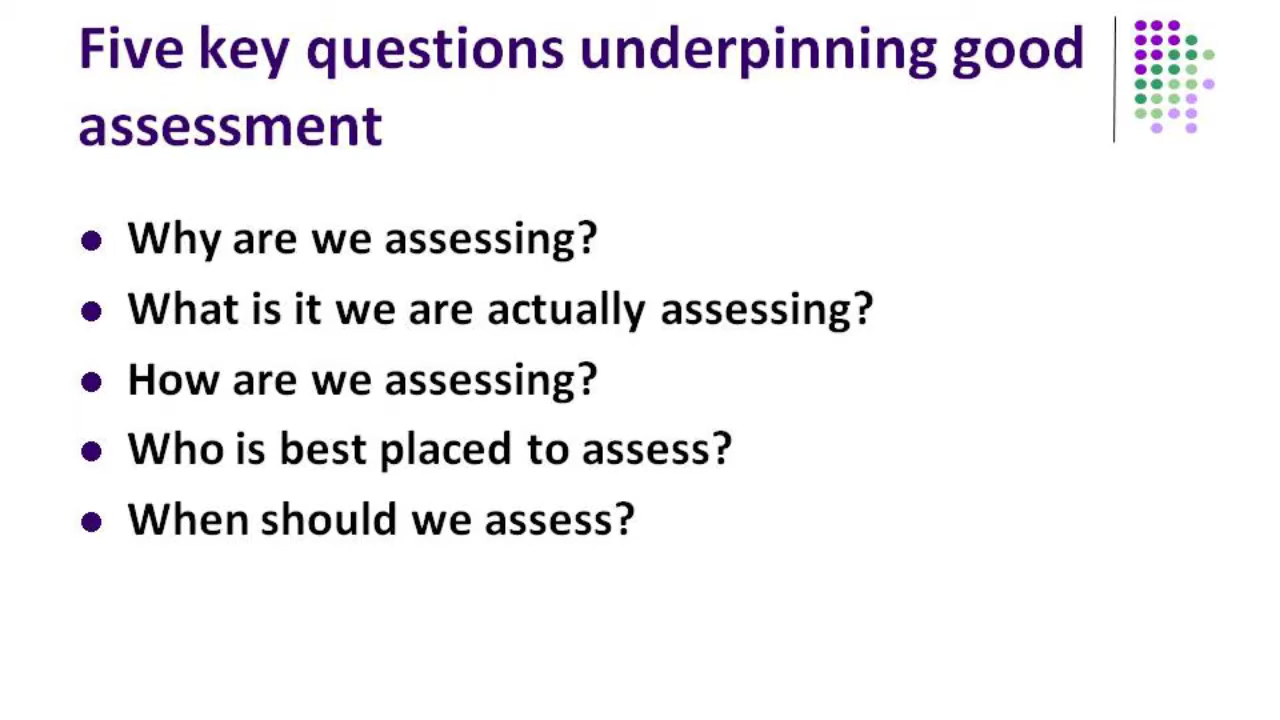 Five key questions underpinning good
assessment
Why are we assessing?
What is it we are actually assessing?
How are we assessing?
Who is best placed to assess?
When should we assess?